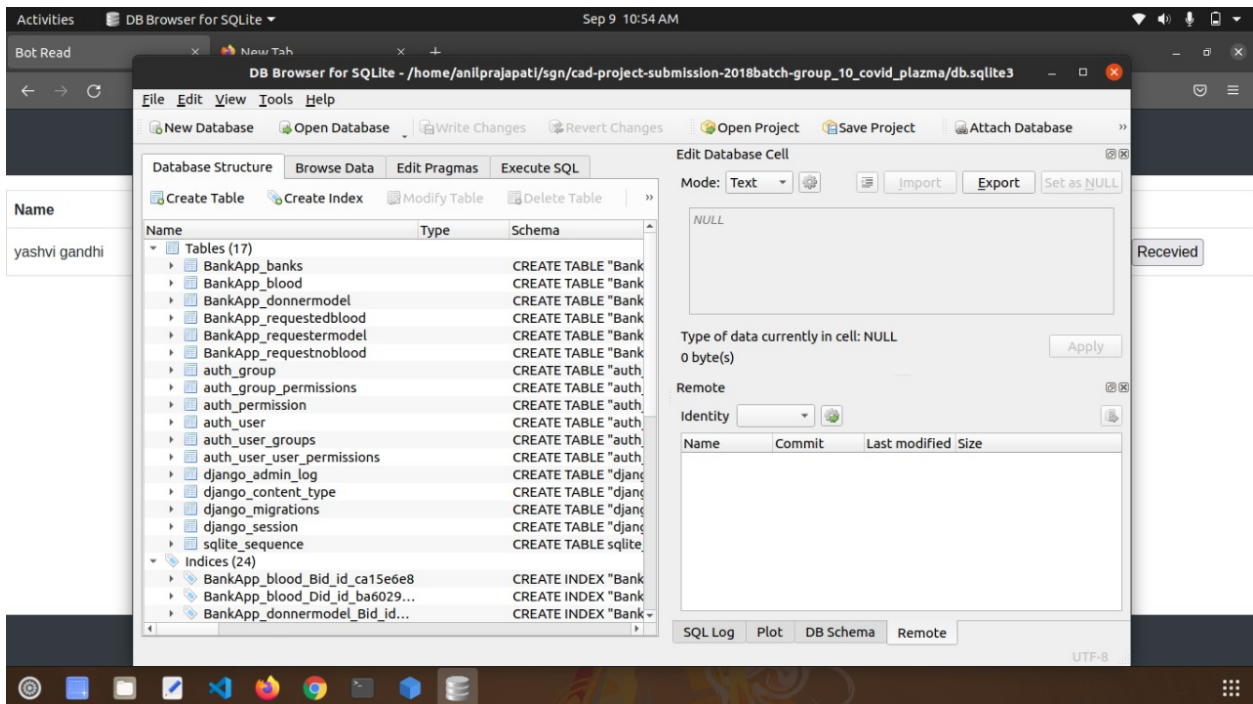 Activities DB Browser for SQLite Sep 9 10:54 AM
Bot Read × New Tab × +
DB Browser for SQLite - /home/anilprajapati/sgn/cad-project-submission-2018batch-group_10_covid_plazma/db.sqlite3
File Edit View Tools Help
New Database Open Database Write Changes Revert Changes Open Project Save Project Attach Database »
Database Structure Browse Data Edit Pragmas Execute SQL
Create Table Create Index Modify Table Delete Table »
Name Type Schema
Tables (17)
BankApp_banks CREATE TABLE "Bank
BankApp_blood CREATE TABLE "Bank
BankApp_donnermodel CREATE TABLE "Bank
BankApp_requestedblood CREATE TABLE "Bank
BankApp_requestermodel CREATE TABLE "Bank
BankApp_requestnoblood CREATE TABLE "Bank
auth_group CREATE TABLE "auth_
auth_group_permissions CREATE TABLE "auth_
auth_permission CREATE TABLE "auth_
auth_user CREATE TABLE "auth_
auth_user_groups CREATE TABLE "auth_
auth_user_user_permissions CREATE TABLE "auth_
django_admin_log CREATE TABLE "djang
django_content_type CREATE TABLE "djang
django_migrations CREATE TABLE "djang
django_session CREATE TABLE "djang
sqlite_sequence CREATE TABLE sqlite_
Indices (24)
BankApp_blood_Bid_id_ca15e6e8 CREATE INDEX "Bank
BankApp_blood_Did_id_ba6029... CREATE INDEX "Bank
BankApp_donnermodel_Bid_id... CREATE INDEX "Bank
Edit Database Cell
Mode: Text Import Export Set as NULL
NULL
Type of data currently in cell: NULL
0 byte(s)
Apply
Remote
Identity
Name Commit Last modified Size
SQL Log Plot DB Schema Remote
UTF-8
Name
yashvi gandhi
Recevied